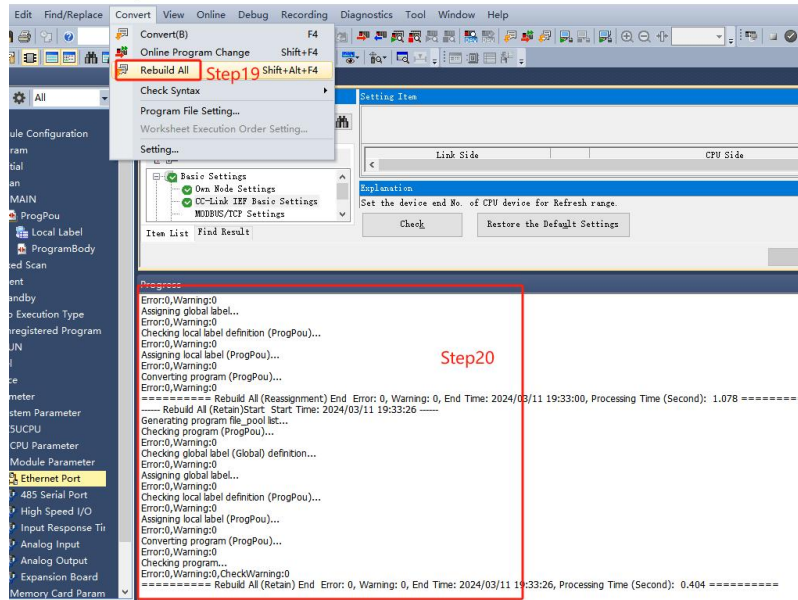 Edit Find/Replace Convert View Online Debug Recording Diagnostics Tool Window Help
Convert(B) F4
Online Program Change Shift+F4
Rebuild All Shift+Alt+F4
Step19
Check Syntax
Program File Setting...
Worksheet Execution Order Setting...
Setting...
All
ule Configuration
ram
tial
an
MAIN
ProgPou
Local Label
ProgramBody
ed Scan
ent
andby
Execution Type
nregistered Program
UN
ce
meter
stem Parameter
5UCPU
CPU Parameter
Module Parameter
Ethernet Port
485 Serial Port
High Speed I/O
Input Response Tir
Analog Input
Analog Output
Expansion Board
Memory Card Param
Basic Settings
Own Node Settings
CC-Link IEF Basic Settings
MODBUS/TCP Settings
Item List Find Result
Setting Item
Link Side CPU Side
Explanation
Set the device end No. of CPU device for Refresh range.
Check Restore the Default Settings
Progress
Error:0,Warning:0
Assigning global label...
Error:0,Warning:0
Checking local label definition (ProgPou)...
Error:0,Warning:0
Assigning local label (ProgPou)...
Error:0,Warning:0
Converting program (ProgPou)...
Error:0,Warning:0
========== Rebuild All (Reassignment) End Error: 0, Warning: 0, End Time: 2024/03/11 19:33:00, Processing Time (Second): 1.078 ========
------ Rebuild All (Retain)Start Start Time: 2024/03/11 19:33:26 ------
Generating program file_pool list...
Checking program (ProgPou)...
Error:0,Warning:0
Checking global label (Global) definition...
Error:0,Warning:0
Assigning global label...
Error:0,Warning:0
Checking local label definition (ProgPou)...
Error:0,Warning:0
Assigning local label (ProgPou)...
Error:0,Warning:0
Converting program (ProgPou)...
Error:0,Warning:0
Checking program...
Error:0,Warning:0,CheckWarning:0
========== Rebuild All (Retain) End Error: 0, Warning: 0, End Time: 2024/03/11 19:33:26, Processing Time (Second): 0.404 ==========
Step20